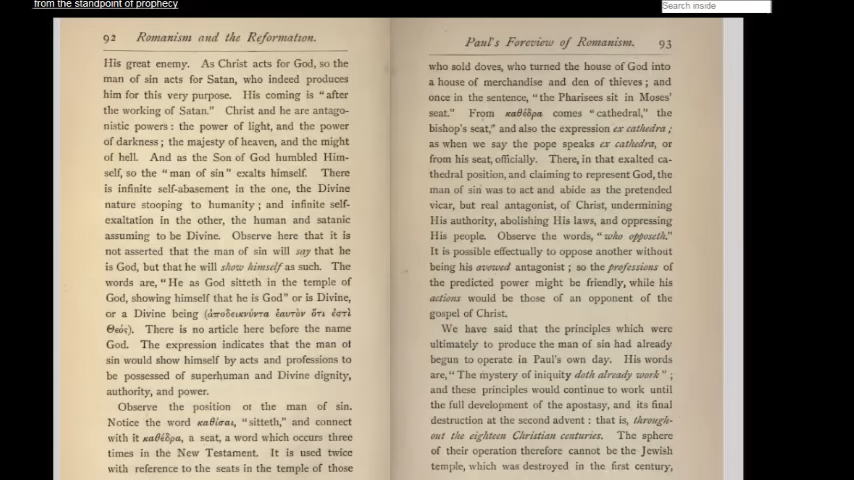 from the standpoint of prophecy
Search inside
92 Romanism and the Reformation.
His great enemy. As Christ acts for God, so the
man of sin acts for Satan, who indeed produces
him for this very purpose. His coming is “after
the working of Satan.” Christ and he are antago-
nistic powers: the power of light, and the power
of darkness; the majesty of heaven, and the might
of hell. And as the Son of God humbled Him-
self, so the “man of sin” exalts himself. There
is infinite self-abasement in the one, the Divine
nature stooping to humanity; and infinite self-
exaltation in the other, the human and satanic
assuming to be Divine. Observe here that it is
not asserted that the man of sin will say that he
is God, but that he will show himself as such. The
words are, “He as God sitteth in the temple of
God, showing himself that he is God” or is Divine,
or a Divine being (ἀποδεικνύντα ἑαυτὸν ὅτι ἐστὶ
Θεός). There is no article here before the name
God. The expression indicates that the man of
sin would show himself by acts and professions to
be possessed of superhuman and Divine dignity,
authority, and power.
Observe the position of the man of sin.
Notice the word καθίσαι, “sitteth,” and connect
with it καθέδρα, a seat, a word which occurs three
times in the New Testament. It is used twice
with reference to the seats in the temple of those
Paul's Foreview of Romanism. 93
who sold doves, who turned the house of God into
a house of merchandise and den of thieves; and
once in the sentence, “the Pharisees sit in Moses'
seat.” From καθέδρα comes “cathedral,” the
bishop's seat,” and also the expression ex cathedra;
as when we say the pope speaks ex cathedra, or
from his seat, officially. There, in that exalted ca-
thedral position, and claiming to represent God, the
man of sin was to act and abide as the pretended
vicar, but real antagonist, of Christ, undermining
His authority, abolishing His laws, and oppressing
His people. Observe the words, “who opposeth.”
It is possible effectually to oppose another without
being his avowed antagonist; so the professions of
the predicted power might be friendly, while his
actions would be those of an opponent of the
gospel of Christ.
We have said that the principles which were
ultimately to produce the man of sin had already
begun to operate in Paul's own day. His words
are, “The mystery of iniquity doth already work”;
and these principles would continue to work until
the full development of the apostasy, and its final
destruction at the second advent: that is, through-
out the eighteen Christian centuries. The sphere
of their operation therefore cannot be the Jewish
temple, which was destroyed in the first century,